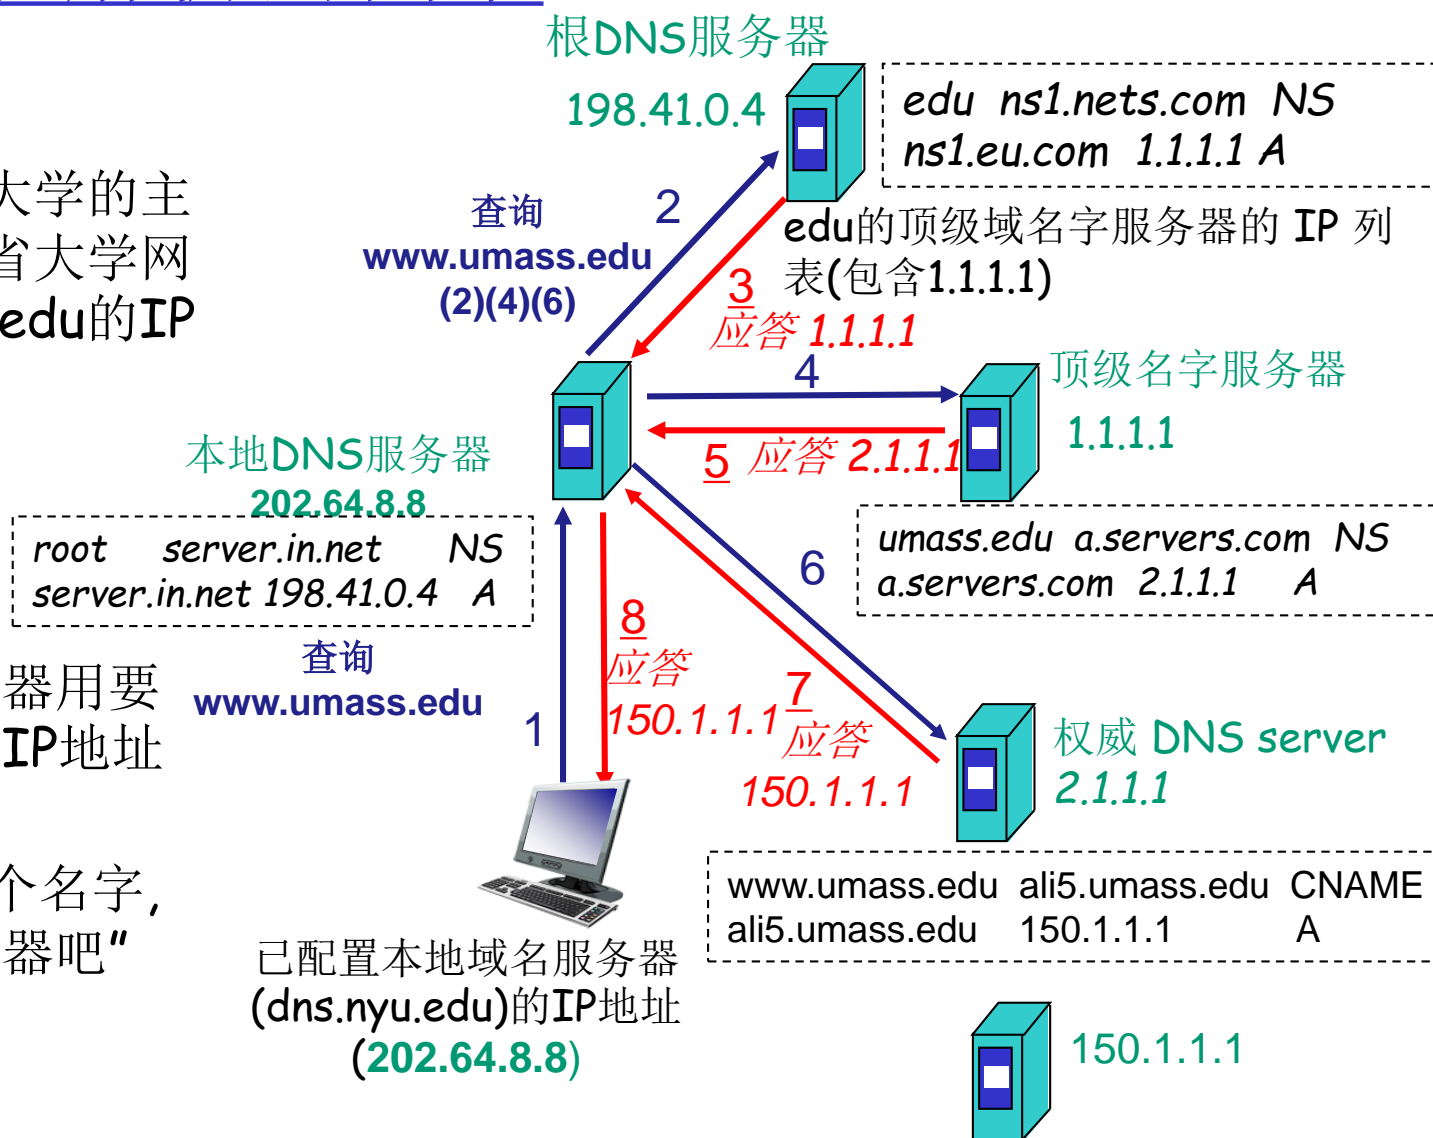 根DNS服务器
198.41.0.4
edu ns1.nets.com NS
ns1.eu.com 1.1.1.1 A
大学的主
省大学网
edu的IP
查询
www.umass.edu
(2)(4)(6)
2
edu的顶级域名字服务器的 IP 列
表(包含1.1.1.1)
3
应答 1.1.1.1
4
顶级名字服务器
1.1.1.1
5 应答 2.1.1.1
本地DNS服务器
202.64.8.8
root server.in.net NS
server.in.net 198.41.0.4 A
umass.edu a.servers.com NS
a.servers.com 2.1.1.1 A
6
查询
www.umass.edu
1
8
应答
150.1.1.1
7
应答
150.1.1.1
器用要
IP地址
权威 DNS server
2.1.1.1
个名字,
器吧"
www.umass.edu ali5.umass.edu CNAME
ali5.umass.edu 150.1.1.1 A
已配置本地域名服务器
(dns.nyu.edu)的IP地址
(202.64.8.8)
150.1.1.1